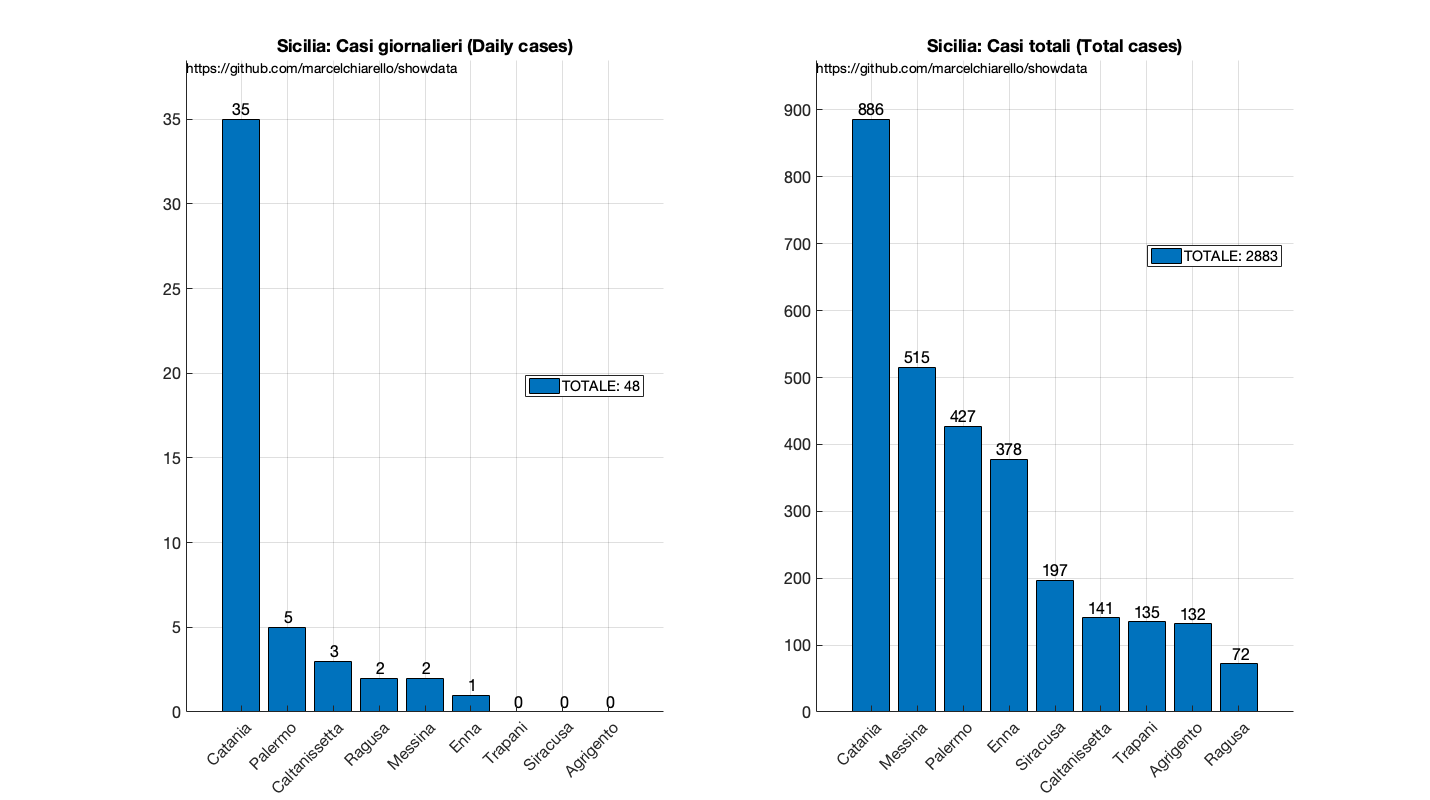 Sicilia: Casi giornalieri (Daily cases)
https://github.com/marcelchiarello/showdata
35
30
25
20
15
10
5
0
35
5
3
2
2
1
0
0
0
TOTALE: 48
Catania
Palermo
Caltanissetta
Ragusa
Messina
Enna
Trapani
Siracusa
Agrigento
Sicilia: Casi totali (Total cases)
https://github.com/marcelchiarello/showdata
900
800
700
600
500
400
300
200
100
0
886
515
427
378
197
141
135
132
72
TOTALE: 2883
Catania
Messina
Palermo
Enna
Siracusa
Caltanissetta
Trapani
Agrigento
Ragusa